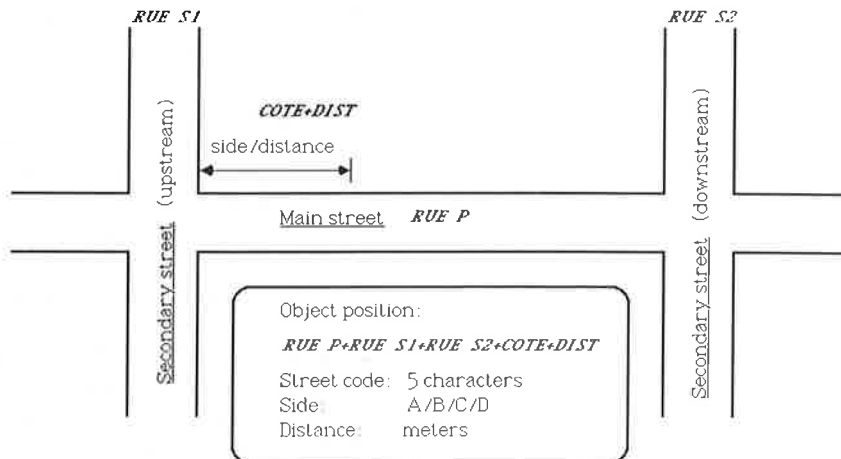 RUE S1
RUE S2
COTE+DIST
side/distance
Secondary street (upstream)
Main street RUE P
Secondary street (downstream)
Object position:
RUE P+RUE S1+RUE S2+COTE+DIST
Street code: 5 characters
Side: A/B/C/D
Distance: meters